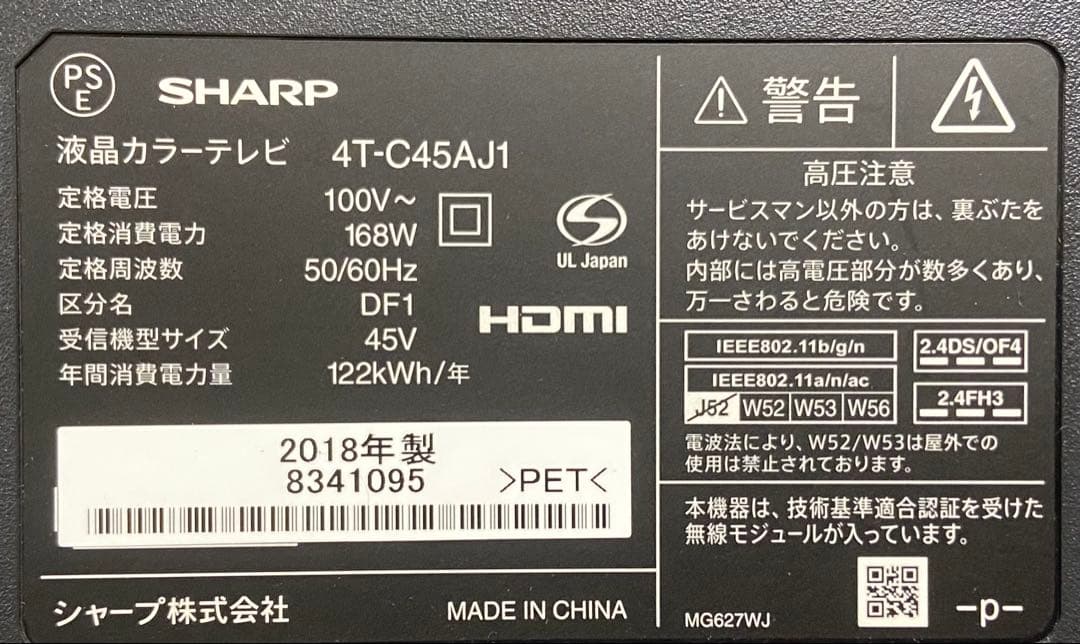 PS
E
SHARP
液晶カラーテレビ 4T-C45AJ1
定格電圧 100V～
定格消費電力 168W
定格周波数 50/60Hz
区分名 DF1
受信機型サイズ 45V
年間消費電力量 122kWh/年
UL Japan
HDMI
2018年製
8341095
>PET<
シャープ株式会社 MADE IN CHINA
警告
高圧注意
サービスマン以外の方は、裏ぶたを
あけないでください。
内部には高電圧部分が数多くあり、
万一さわると危険です。
IEEE802.11b/g/n
IEEE802.11a/n/ac
J52 W52 W53 W56
2.4DS/OF4
2.4FH3
電波法により、W52/W53は屋外での
使用は禁止されております。
本機器は、技術基準適合認証を受けた
無線モジュールが入っています。
MG627WJ
-p-